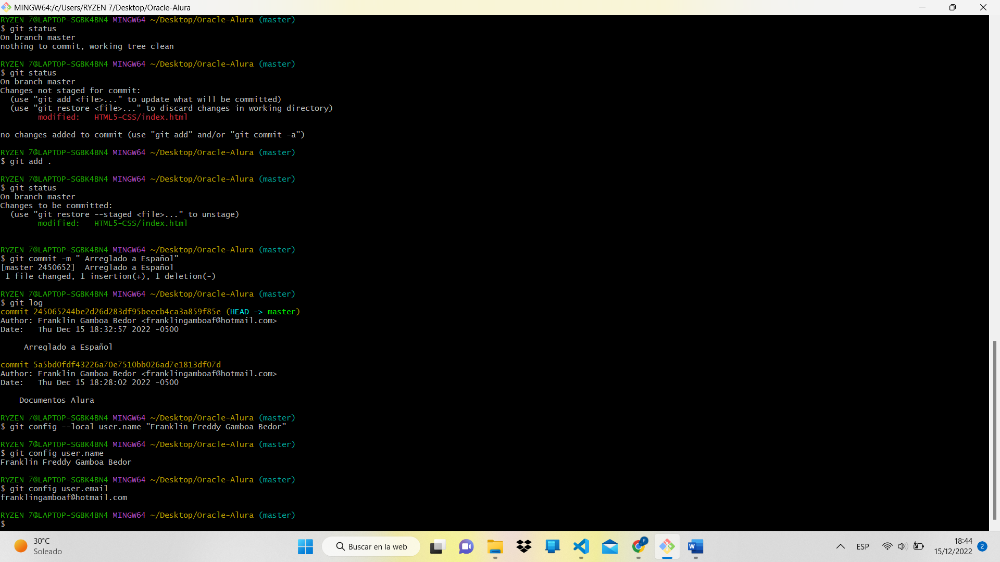 MINGW64:/c/Users/RYZEN 7/Desktop/Oracle-Alura
RYZEN 7@LAPTOP-SGBK4BN4 MINGW64 ~/Desktop/Oracle-Alura (master)
$ git status
On branch master
nothing to commit, working tree clean
RYZEN 7@LAPTOP-SGBK4BN4 MINGW64 ~/Desktop/Oracle-Alura (master)
$ git status
On branch master
Changes not staged for commit:
(use "git add <file>..." to update what will be committed)
(use "git restore <file>..." to discard changes in working directory)
modified: HTML5-CSS/index.html
no changes added to commit (use "git add" and/or "git commit -a")
RYZEN 7@LAPTOP-SGBK4BN4 MINGW64 ~/Desktop/Oracle-Alura (master)
$ git add .
RYZEN 7@LAPTOP-SGBK4BN4 MINGW64 ~/Desktop/Oracle-Alura (master)
$ git status
On branch master
Changes to be committed:
(use "git restore --staged <file>..." to unstage)
modified: HTML5-CSS/index.html
RYZEN 7@LAPTOP-SGBK4BN4 MINGW64 ~/Desktop/Oracle-Alura (master)
$ git commit -m " Arreglado a Español"
[master 2450652]  Arreglado a Español
1 file changed, 1 insertion(+), 1 deletion(-)
RYZEN 7@LAPTOP-SGBK4BN4 MINGW64 ~/Desktop/Oracle-Alura (master)
$ git log
commit 245065244be2d26d283df95beecb4ca3a859f85e (HEAD -> master)
Author: Franklin Gamboa Bedor <franklingamboaf@hotmail.com>
Date:   Thu Dec 15 18:32:57 2022 -0500
Arreglado a Español
commit 5a5bd0fdf43226a70e7510bb026ad7e1813df07d
Author: Franklin Gamboa Bedor <franklingamboaf@hotmail.com>
Date:   Thu Dec 15 18:28:02 2022 -0500
Documentos Alura
RYZEN 7@LAPTOP-SGBK4BN4 MINGW64 ~/Desktop/Oracle-Alura (master)
$ git config --local user.name "Franklin Freddy Gamboa Bedor"
RYZEN 7@LAPTOP-SGBK4BN4 MINGW64 ~/Desktop/Oracle-Alura (master)
$ git config user.name
Franklin Freddy Gamboa Bedor
RYZEN 7@LAPTOP-SGBK4BN4 MINGW64 ~/Desktop/Oracle-Alura (master)
$ git config user.email
franklingamboaf@hotmail.com
RYZEN 7@LAPTOP-SGBK4BN4 MINGW64 ~/Desktop/Oracle-Alura (master)
$
30°C
Soleado
Buscar en la web
F
W
ESP
18:44
15/12/2022
2